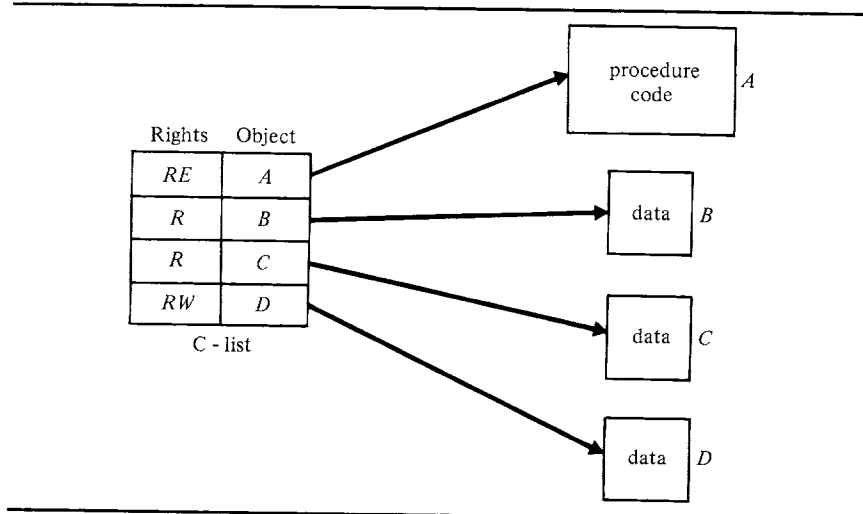 procedure
code
A
Rights Object
RE A
R B
R C
RW D
C - list
data B
data C
data D